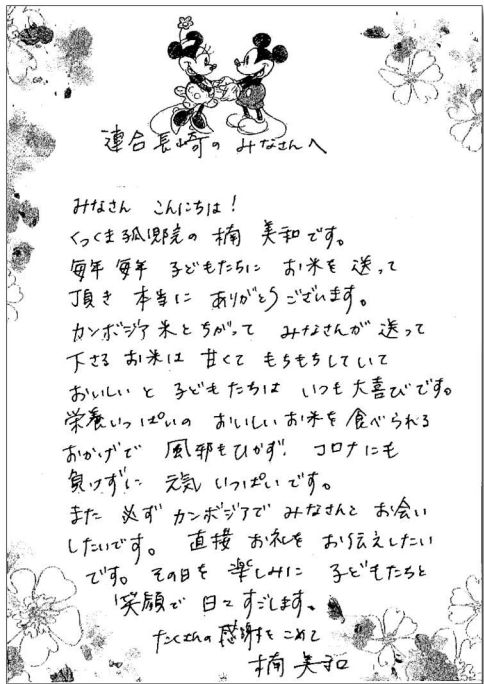 連合長崎のみなさんへ
みなさん こんにちは!
くっくま孤児院の 楠 美和です。
毎年毎年 子どもたちに お米を 送って
頂き 本当に ありがとうございます。
カンボジア米とちがって みなさんが 送って
下さる お米は 甘くて もちもちしていて
おいしいと 子どもたちは いつも大喜びです。
栄養いっぱいの おいしいお米を 食べられる
おかげで 風邪もひかず、コロナにも
負けずに 元気 いっぱいです。
また 必ず カンボジアで みなさんと お会い
したいです。 直接 お礼を お伝えしたい
です。その日を 楽しみに 子どもたちと
笑顔で 日々 すごします。
たくさんの 感謝を こめて
楠 美和